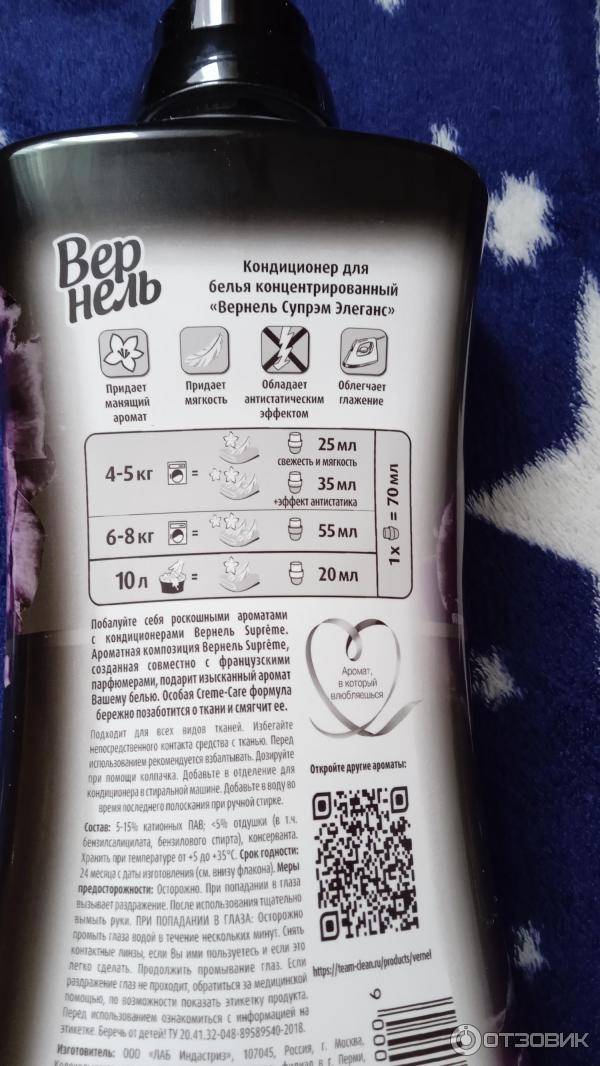 Вер
нель
Кондиционер для
белья концентрированный
«Вернель Супрэм Элеганс»
Придает
манящий
аромат
Придает
мягкость
Обладает
антистатическим
эффектом
Облегчает
глажение
4-5 кг = 25 мл
свежесть и мягкость
35 мл
+эффект антистатика
6-8 кг = 55 мл
10 л = 20 мл
1x = 70 мл
Побалуйте себя роскошными ароматами
с кондиционерами Вернель Suprême.
Ароматная композиция Вернель Suprême,
созданная совместно с французскими
парфюмерами, подарит изысканный аромат
Вашему белью. Особая Creme-Care формула
бережно позаботится о ткани и смягчит ее.
Аромат,
в который
влюбляешься
Подходит для всех видов тканей. Избегайте
непосредственного контакта средства с тканью. Перед
использованием рекомендуется взбалтывать. Дозируйте
при помощи колпачка. Добавьте в отделение для
кондиционера в стиральной машине. Добавьте в воду во
время последнего полоскания при ручной стирке.
Откройте другие ароматы:
Состав: 5-15% катионных ПАВ; <5% отдушки (в т.ч.
бензилсалицилата, бензилового спирта), консерванта.
Хранить при температуре от +5 до +35°С. Срок годности:
24 месяца с даты изготовления (см. внизу флакона). Меры
предосторожности: Осторожно. При попадании в глаза
вызывает раздражение. После использования тщательно
вымыть руки. ПРИ ПОПАДАНИИ В ГЛАЗА: Осторожно
промыть глаза водой в течение нескольких минут. Снять
контактные линзы, если Вы ими пользуетесь и если это
легко сделать. Продолжить промывание глаз. Если
раздражение глаз не проходит, обратиться за медицинской
помощью, по возможности показать этикетку продукта.
Перед использованием ознакомиться с информацией на
этикетке. Беречь от детей! ТУ 20.41.32-048-89589540-2018.
https://team-clean.ru/products/vernel
Изготовитель: ООО «ЛАБ Индастриз», 107045, Россия, г. Москва,
филиал в г. Перми,
000 6
ОТЗОВИК